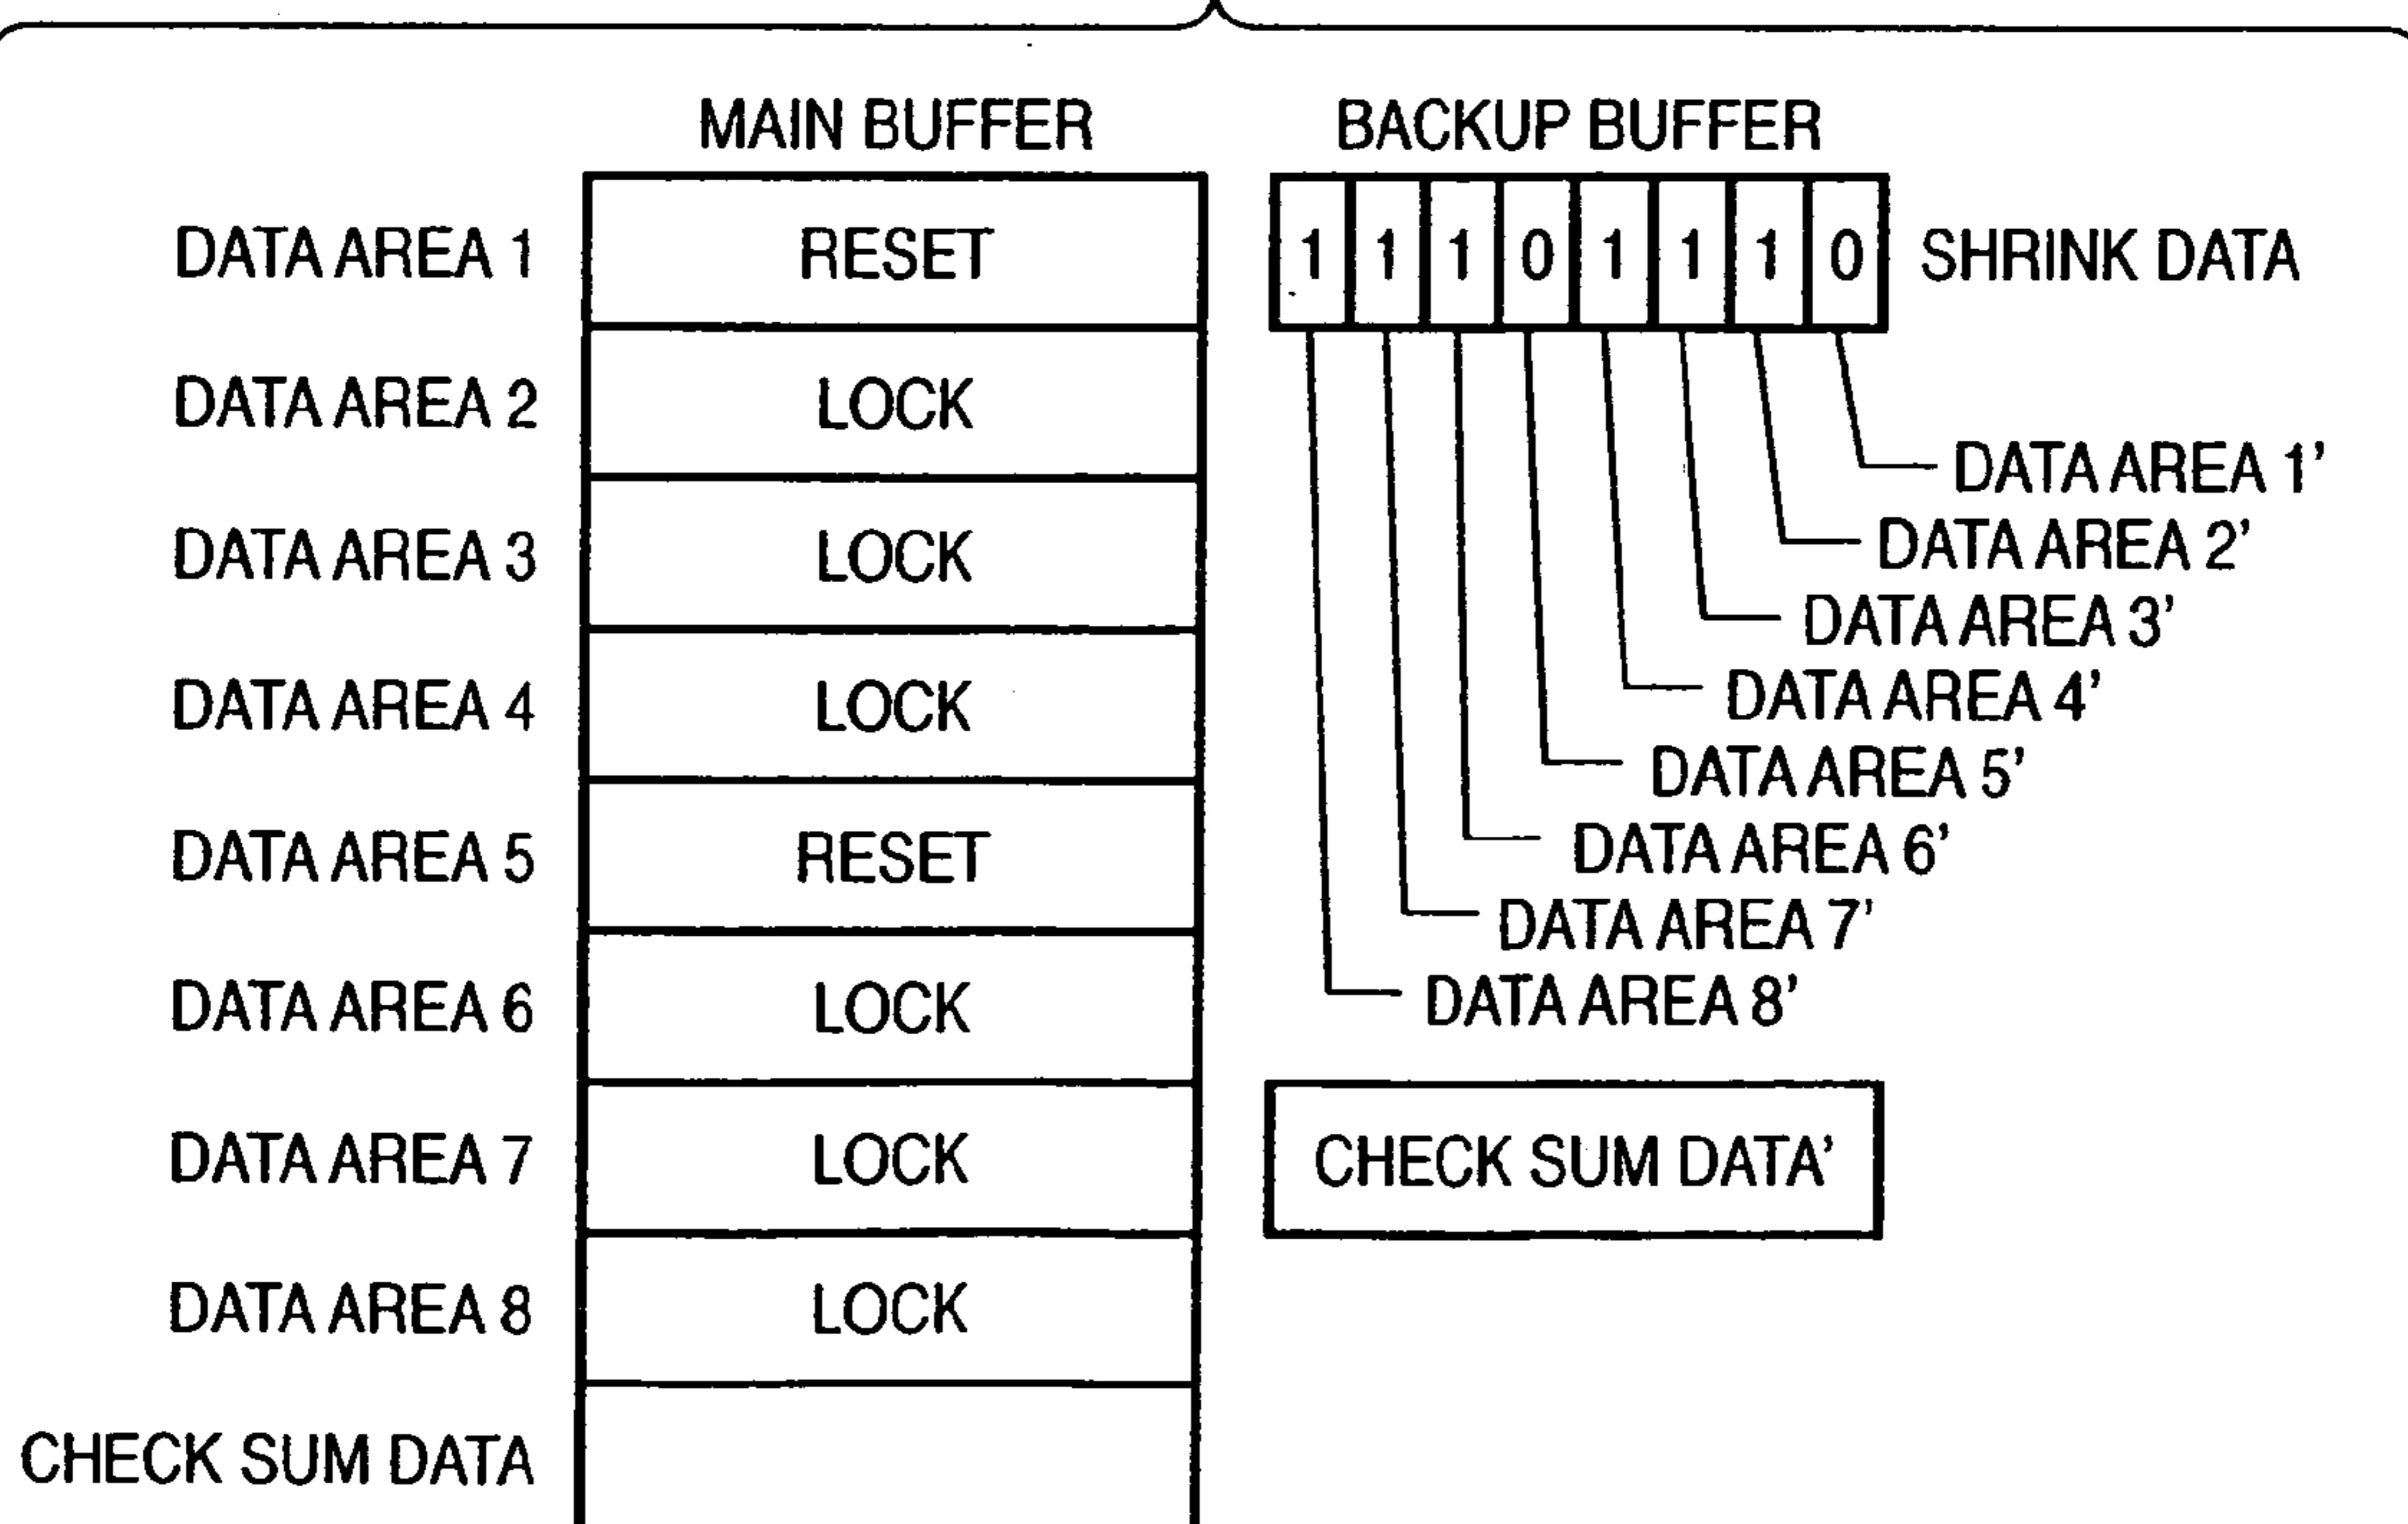 MAIN BUFFER
BACKUP BUFFER
DATA AREA 1 RESET
1 1 1 0 1 1 1 0 SHRINK DATA
DATA AREA 2 LOCK
DATA AREA 1'
DATA AREA 2'
DATA AREA 3 LOCK
DATA AREA 3'
DATA AREA 4 LOCK
DATA AREA 4'
DATA AREA 5'
DATA AREA 5 RESET
DATA AREA 6'
DATA AREA 7'
DATA AREA 6 LOCK
DATA AREA 8'
DATA AREA 7 LOCK
CHECK SUM DATA'
DATA AREA 8 LOCK
CHECK SUM DATA